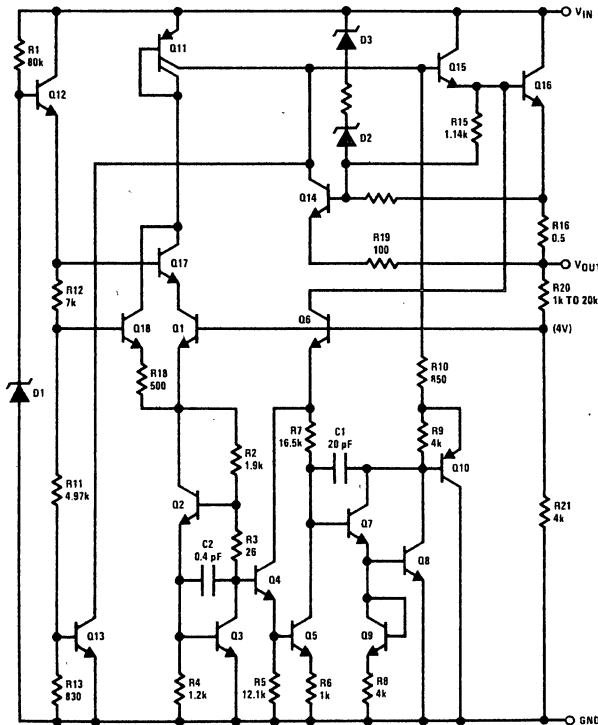 VIN
R1
80k
Q12
Q11
D3
Q15
Q16
D2
R15
1.14k
Q14
R16
0.5
R19
100
VOUT
R12
7k
Q17
R20
1k TO 20k
Q18
Q1
Q6
(4V)
R18
500
R10
850
D1
R2
1.9k
R7
16.5k
C1
20 pF
R9
4k
Q10
R11
4.97k
Q2
R21
4k
R3
26
Q7
C2
0.4 pF
Q4
Q8
Q13
Q3
Q5
Q9
R13
830
R4
1.2k
R5
12.1k
R6
1k
R8
4k
GND